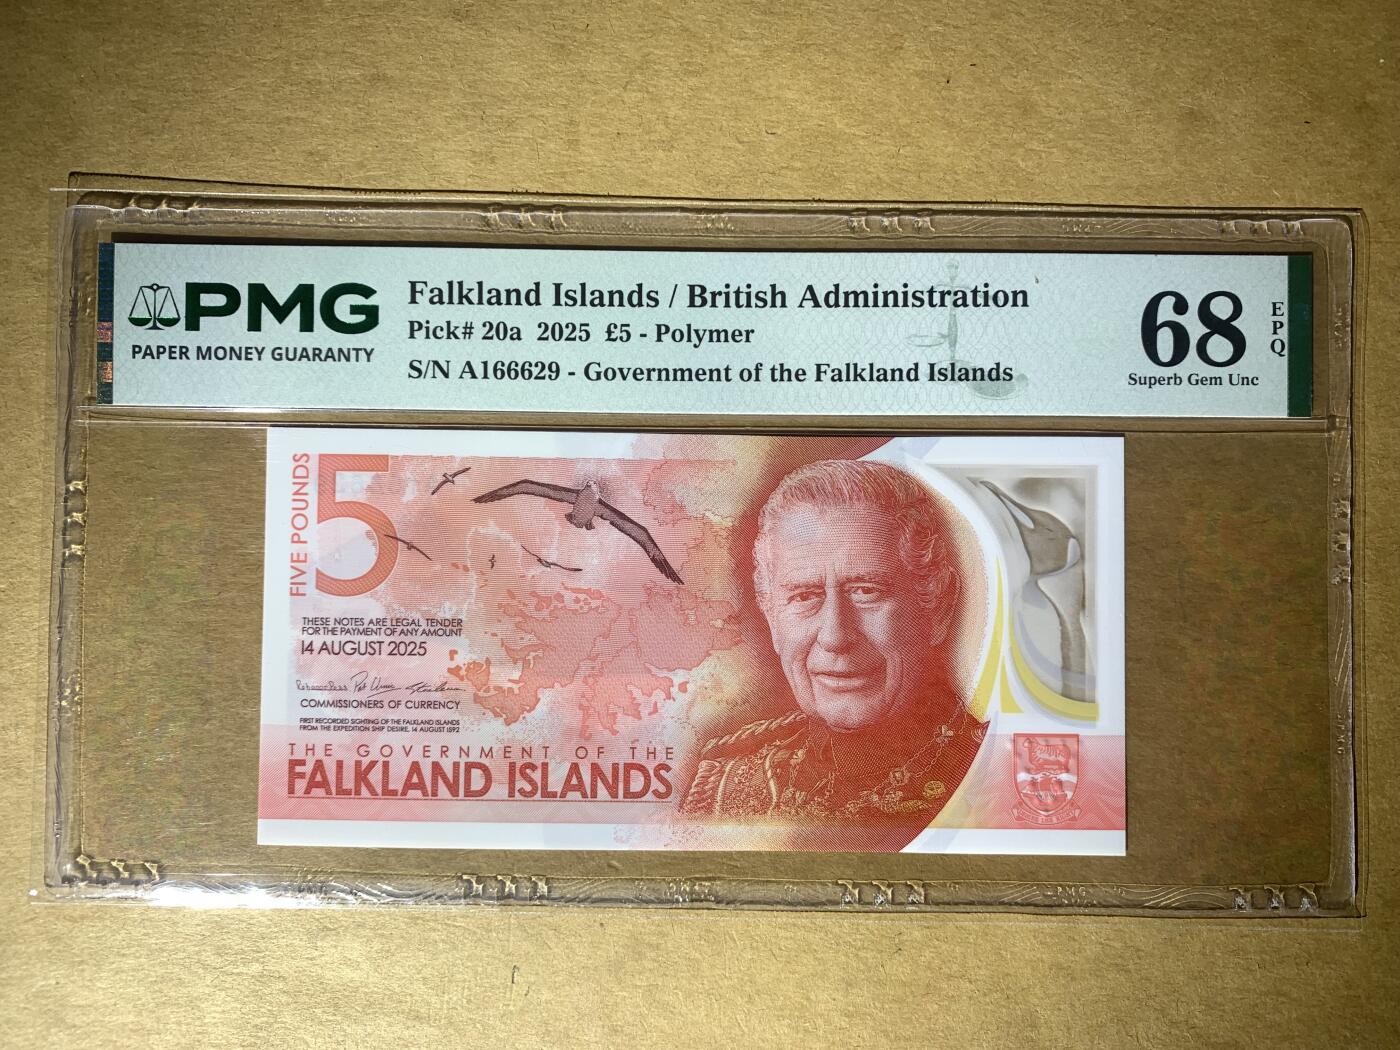 PMG
PAPER MONEY GUARANTY
Falkland Islands / British Administration
Pick# 20a 2025 £5 - Polymer
S/N A166629 - Government of the Falkland Islands
68
EPQ
Superb Gem Unc
FIVE POUNDS
5
THESE NOTES ARE LEGAL TENDER
FOR THE PAYMENT OF ANY AMOUNT
14 AUGUST 2025
COMMISSIONERS OF CURRENCY
FIRST RECORDED SIGHTING OF THE FALKLAND ISLANDS
FROM THE EXPEDITION SHIP DESIRE, 14 AUGUST 1592
THE GOVERNMENT OF THE
FALKLAND ISLANDS